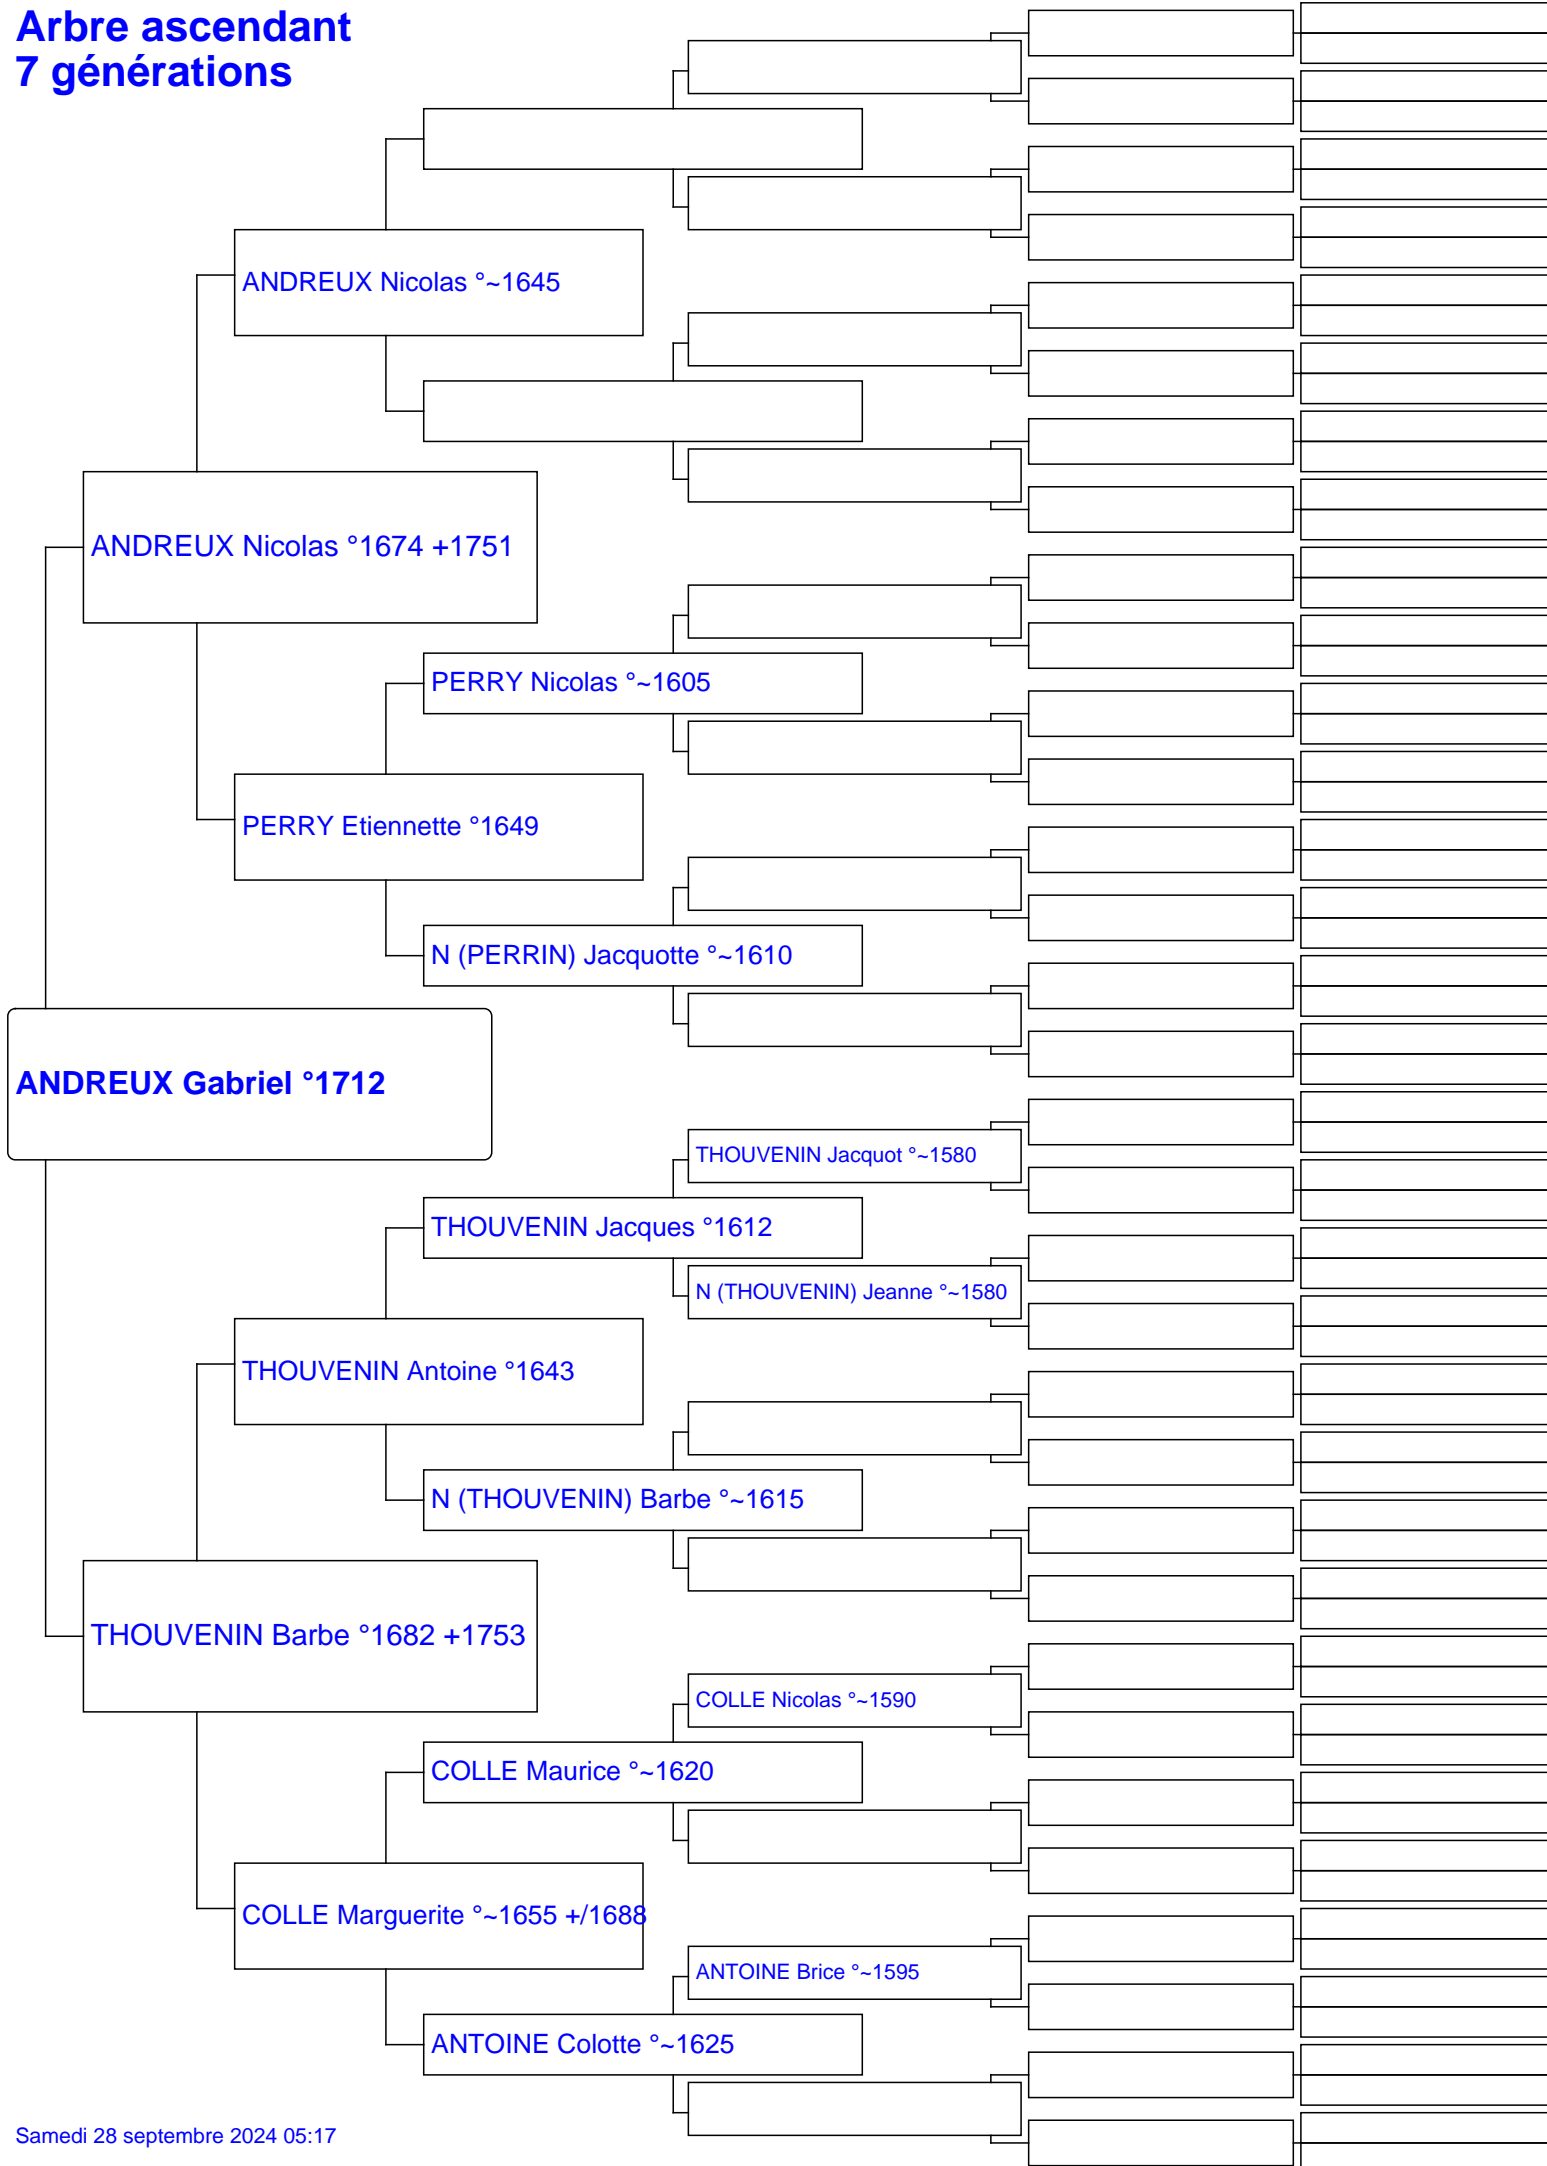 Arbre ascendant
7 générations
ANDREUX Nicolas °~1645
ANDREUX Nicolas °1674 +1751
PERRY Nicolas °~1605
PERRY Etiennette °1649
N (PERRIN) Jacquotte °~1610
ANDREUX Gabriel °1712
THOUVENIN Jacquot °~1580
THOUVENIN Jacques °1612
N (THOUVENIN) Jeanne °~1580
THOUVENIN Antoine °1643
N (THOUVENIN) Barbe °~1615
THOUVENIN Barbe °1682 +1753
COLLE Nicolas °~1590
COLLE Maurice °~1620
COLLE Marguerite °~1655 +/1688
ANTOINE Brice °~1595
ANTOINE Colotte °~1625
Samedi 28 septembre 2024 05:17